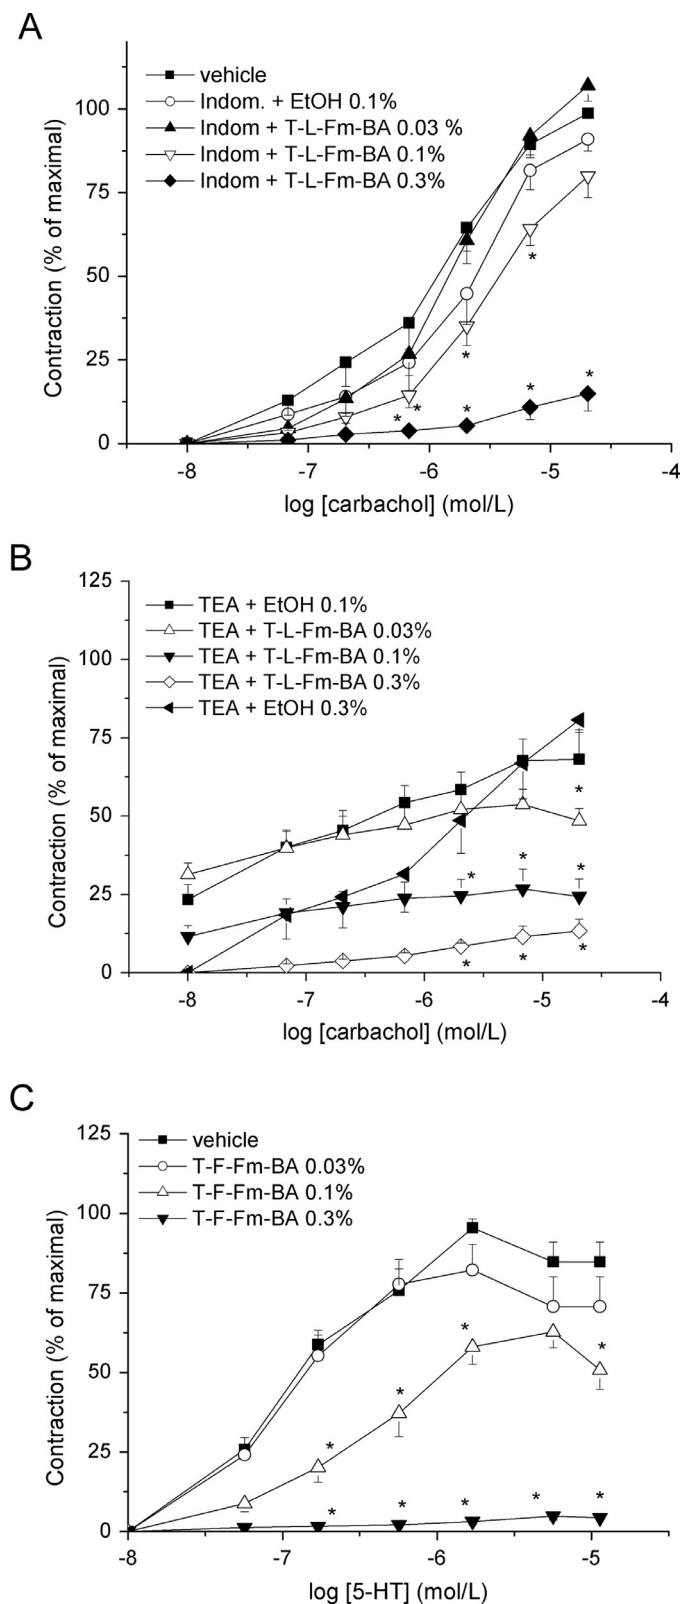 A
vehicle
Indom. + EtOH 0.1%
Indom + T-L-Fm-BA 0.03 %
Indom + T-L-Fm-BA 0.1%
Indom + T-L-Fm-BA 0.3%
100
75
50
25
0
Contraction (% of maximal)
* * * * * * *
-8 -7 -6 -5 -4
log [carbachol] (mol/L)
B
125
TEA + EtOH 0.1%
TEA + T-L-Fm-BA 0.03%
TEA + T-L-Fm-BA 0.1%
TEA + T-L-Fm-BA 0.3%
TEA + EtOH 0.3%
100
75
50
25
0
Contraction (% of maximal)
* * * * * * *
-8 -7 -6 -5 -4
log [carbachol] (mol/L)
C
125
vehicle
T-F-Fm-BA 0.03%
T-F-Fm-BA 0.1%
T-F-Fm-BA 0.3%
100
75
50
25
0
Contraction (% of maximal)
* * * * * * * * *
-8 -7 -6 -5
log [5-HT] (mol/L)